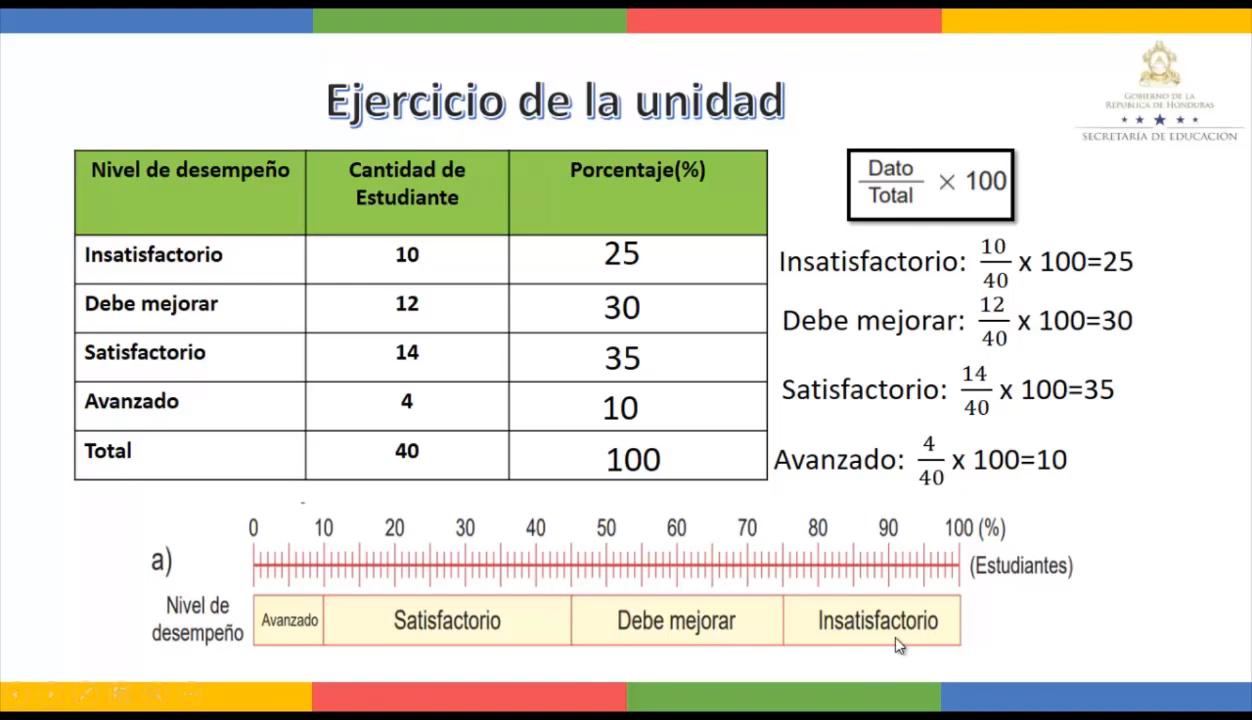 Ejercicio de la unidad
GOBIERNO DE LA
REPÚBLICA DE HONDURAS
SECRETARÍA DE EDUCACIÓN
Nivel de desempeño Cantidad de Estudiante Porcentaje(%)
Insatisfactorio 10 25
Debe mejorar 12 30
Satisfactorio 14 35
Avanzado 4 10
Total 40 100
Dato/Total × 100
Insatisfactorio: 10/40 x 100=25
Debe mejorar: 12/40 x 100=30
Satisfactorio: 14/40 x 100=35
Avanzado: 4/40 x 100=10
0 10 20 30 40 50 60 70 80 90 100 (%)
a) (Estudiantes)
Nivel de desempeño Avanzado Satisfactorio Debe mejorar Insatisfactorio